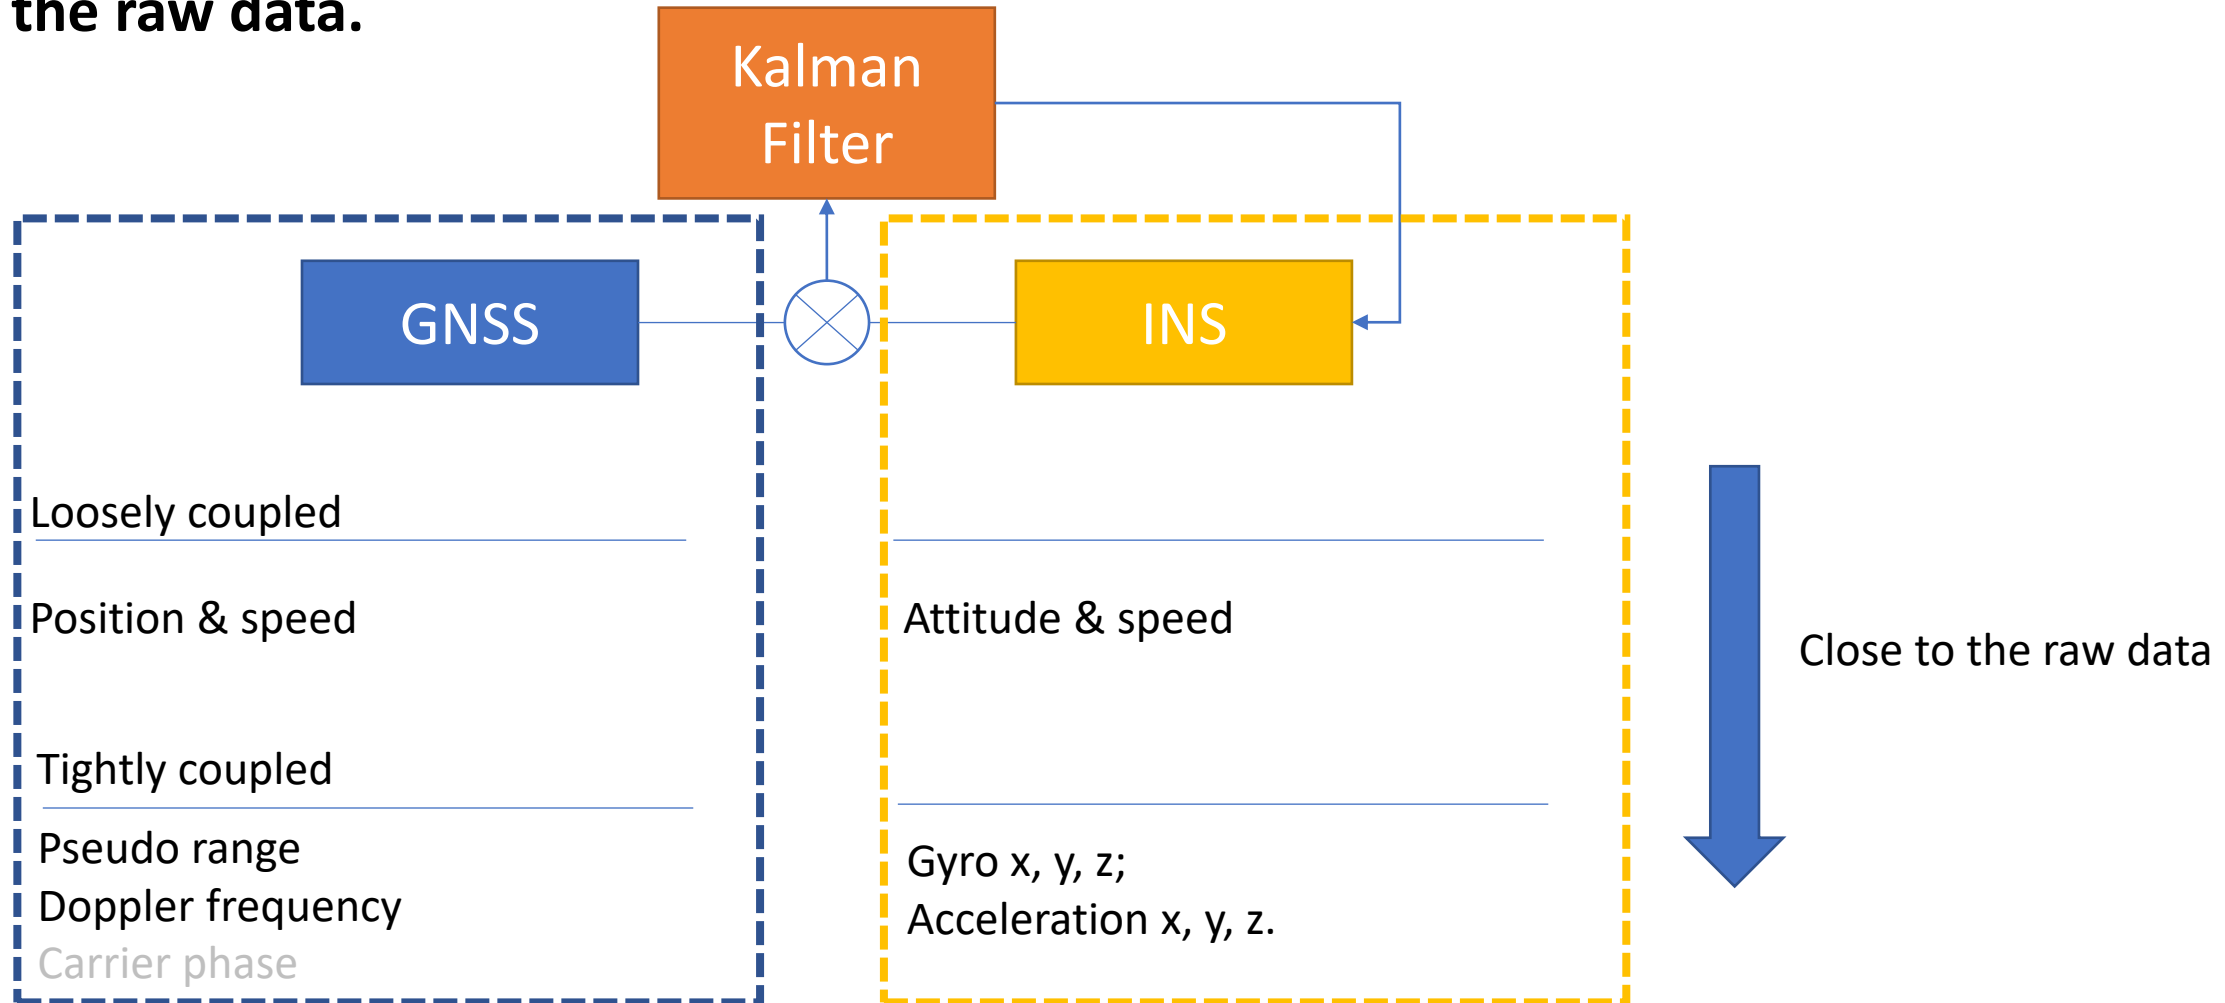 the raw data.
Kalman
Filter
GNSS
INS
Loosely coupled
Position & speed
Attitude & speed
Close to the raw data
Tightly coupled
Pseudo range
Doppler frequency
Carrier phase
Gyro x, y, z;
Acceleration x, y, z.